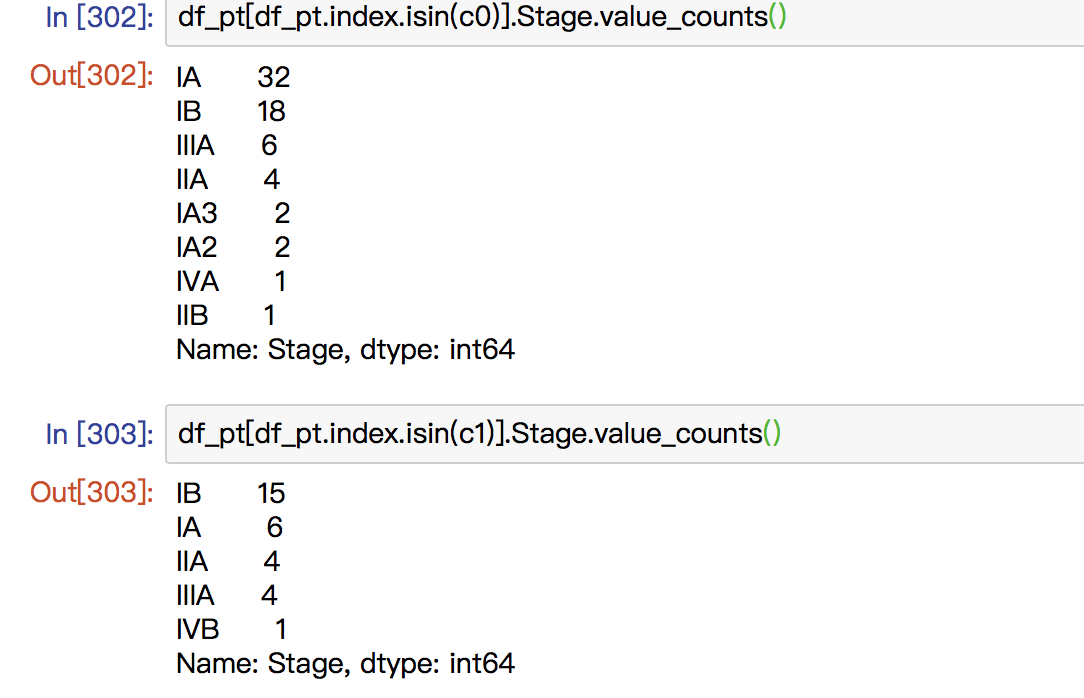 In [302]: df_pt[df_pt.index.isin(c0)].Stage.value_counts()
Out[302]: IA 32
IB 18
IIIA 6
IIA 4
IA3 2
IA2 2
IVA 1
IIB 1
Name: Stage, dtype: int64
In [303]: df_pt[df_pt.index.isin(c1)].Stage.value_counts()
Out[303]: IB 15
IA 6
IIA 4
IIIA 4
IVB 1
Name: Stage, dtype: int64